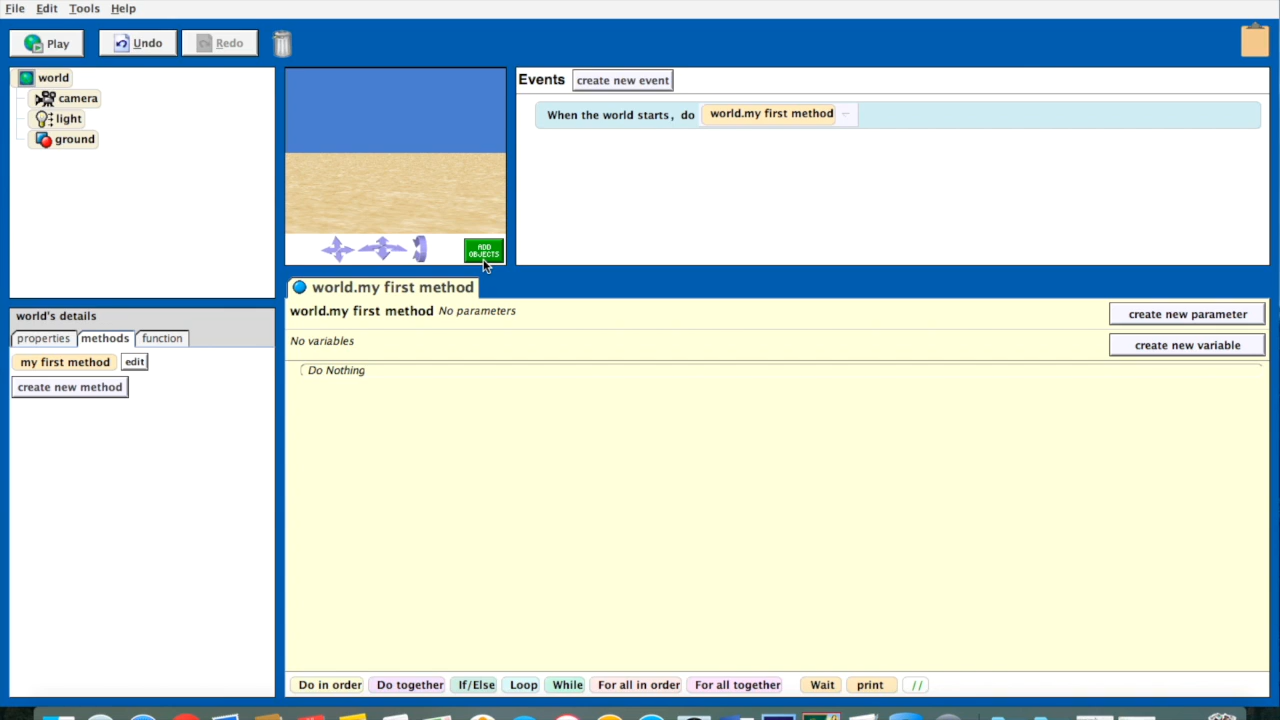 File Edit Tools Help
Play Undo Redo
world
camera
light
ground
ADD
OBJECTS
Events create new event
When the world starts, do world.my first method
world's details
properties methods function
my first method edit
create new method
world.my first method
world.my first method No parameters
create new parameter
No variables
create new variable
Do Nothing
Do in order Do together If/Else Loop While For all in order For all together Wait print //